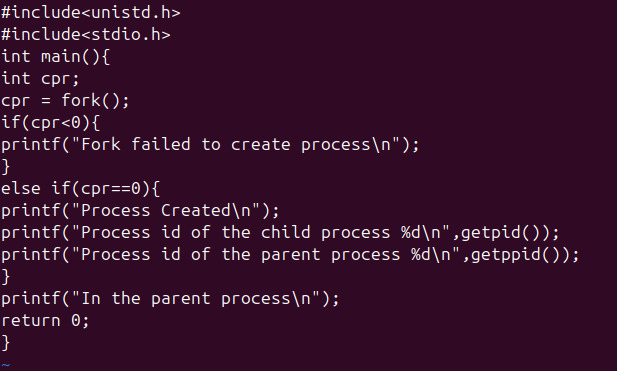 #include<unistd.h>
#include<stdio.h>
int main(){
int cpr;
cpr = fork();
if(cpr<0){
printf("Fork failed to create process\n");
}
else if(cpr==0){
printf("Process Created\n");
printf("Process id of the child process %d\n",getpid());
printf("Process id of the parent process %d\n",getppid());
}
printf("In the parent process\n");
return 0;
}
~